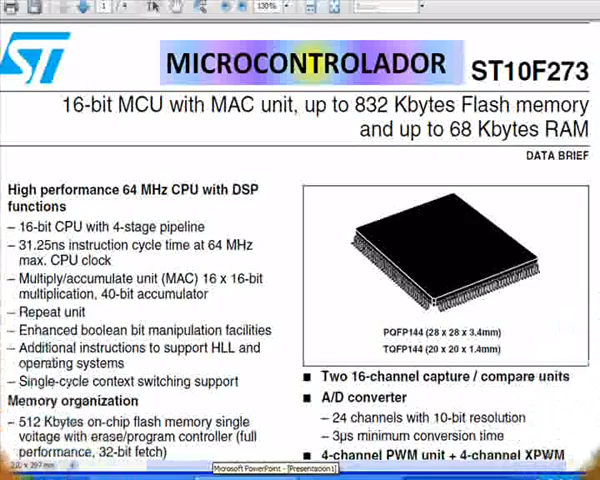 1
4
130%
ST
MICROCONTROLADOR
ST10F273
16-bit MCU with MAC unit, up to 832 Kbytes Flash memory
and up to 68 Kbytes RAM
DATA BRIEF
High performance 64 MHz CPU with DSP
functions
– 16-bit CPU with 4-stage pipeline
– 31.25ns instruction cycle time at 64 MHz
max. CPU clock
– Multiply/accumulate unit (MAC) 16 x 16-bit
multiplication, 40-bit accumulator
– Repeat unit
– Enhanced boolean bit manipulation facilities
– Additional instructions to support HLL and
operating systems
– Single-cycle context switching support
Memory organization
– 512 Kbytes on-chip flash memory single
voltage with erase/program controller (full
performance, 32-bit fetch)
PQFP144 (28 x 28 x 3.4mm)
TQFP144 (20 x 20 x 1.4mm)
■ Two 16-channel capture / compare units
■ A/D converter
– 24 channels with 10-bit resolution
– 3µs minimum conversion time
■ 4-channel PWM unit + 4-channel XPWM
x 297 mm
Microsoft PowerPoint - [Presentación1]